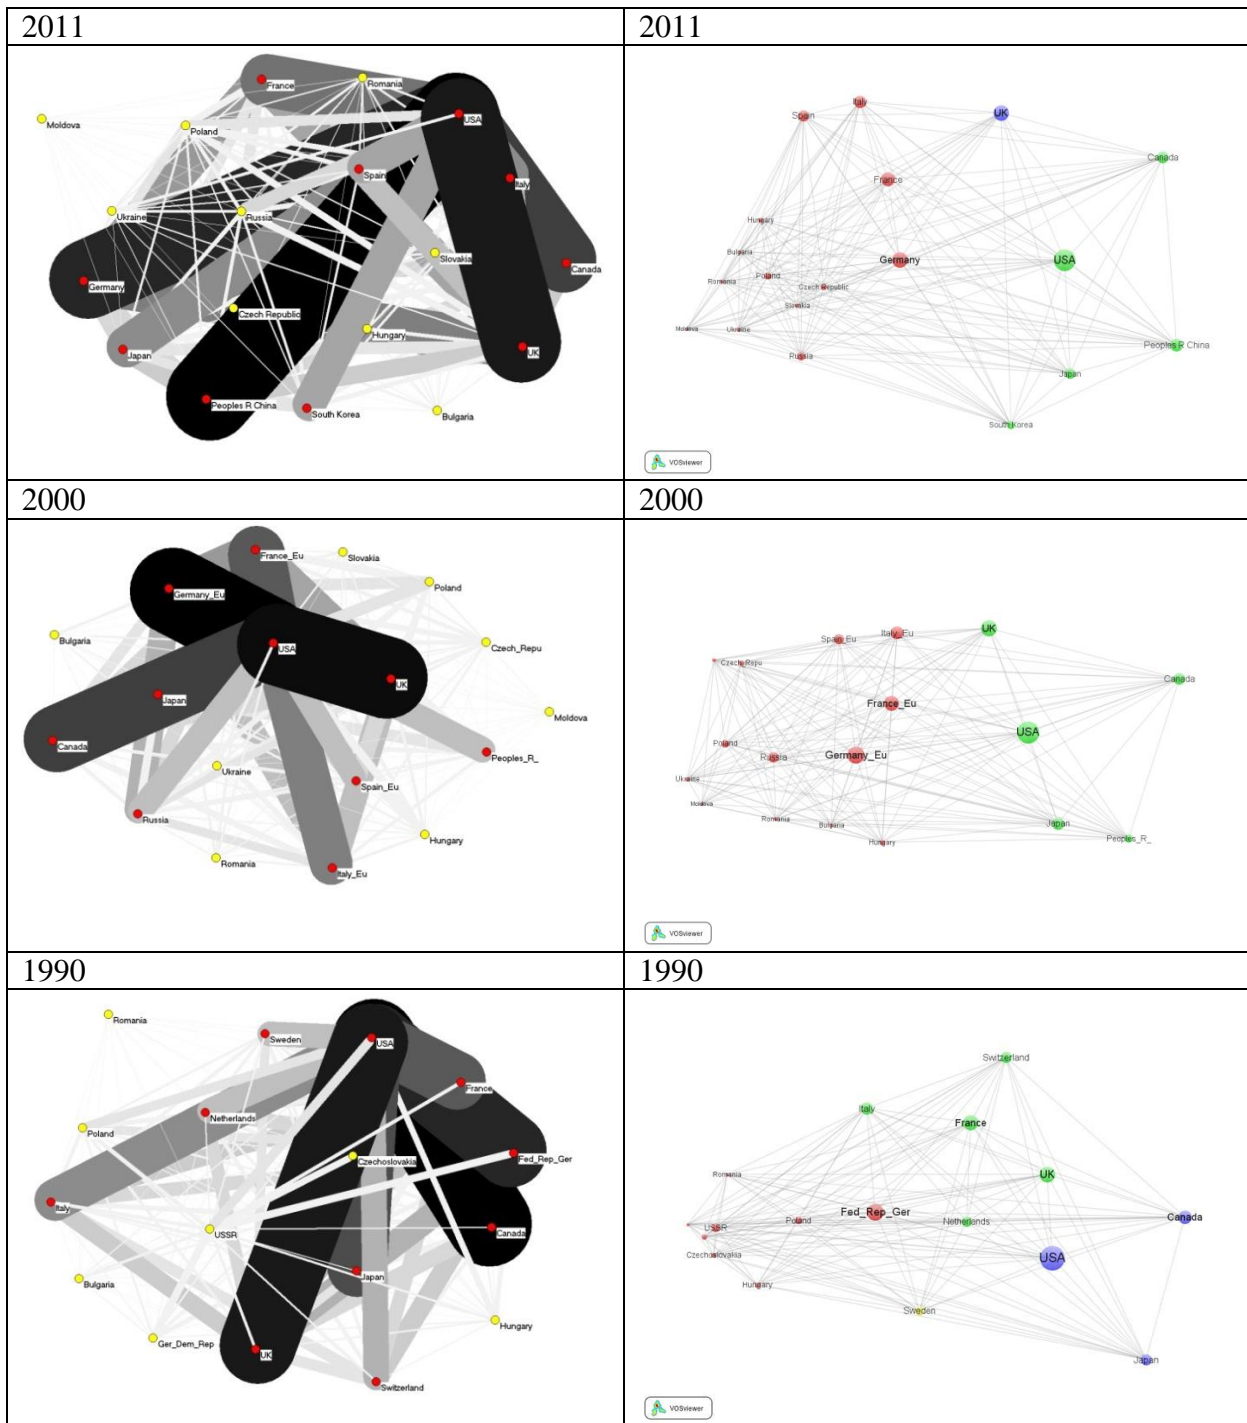 2011
2011
France
Romania
USA
Moldova
Poland
Spain
Italy
Ukraine
Russia
Slovakia
Canada
Germany
Czech Republic
Hungary
Japan
UK
Peoples R China
South Korea
Bulgaria
Italy
Spain
UK
Canada
France
Hungary
Bulgaria
Germany
USA
Romania
Poland
Czech Republic
Slovakia
Moldova
Ukraine
Russia
Peoples R China
Japan
South Korea
VOSviewer
2000
2000
France_Eu
Slovakia
Germany_Eu
Poland
Bulgaria
USA
Czech_Repu
UK
Japan
Moldova
Canada
Peoples_R_
Ukraine
Spain_Eu
Russia
Hungary
Romania
Italy_Eu
Spain_Eu
Italy_Eu
UK
Czech_Repu
Canada
France_Eu
USA
Poland
Russia
Germany_Eu
Ukraine
Moldova
Romania
Bulgaria
Japan
Hungary
Peoples_R_
VOSviewer
1990
1990
Romania
Sweden
USA
France
Netherlands
Poland
Czechoslovakia
Fed_Rep_Ger
Italy
USSR
Canada
Japan
Bulgaria
Hungary
Ger_Dem_Rep
UK
Switzerland
Switzerland
Italy
France
Romania
UK
Fed_Rep_Ger
Netherlands
Canada
USSR
Poland
Czechoslovakia
USA
Hungary
Sweden
Japan
VOSviewer